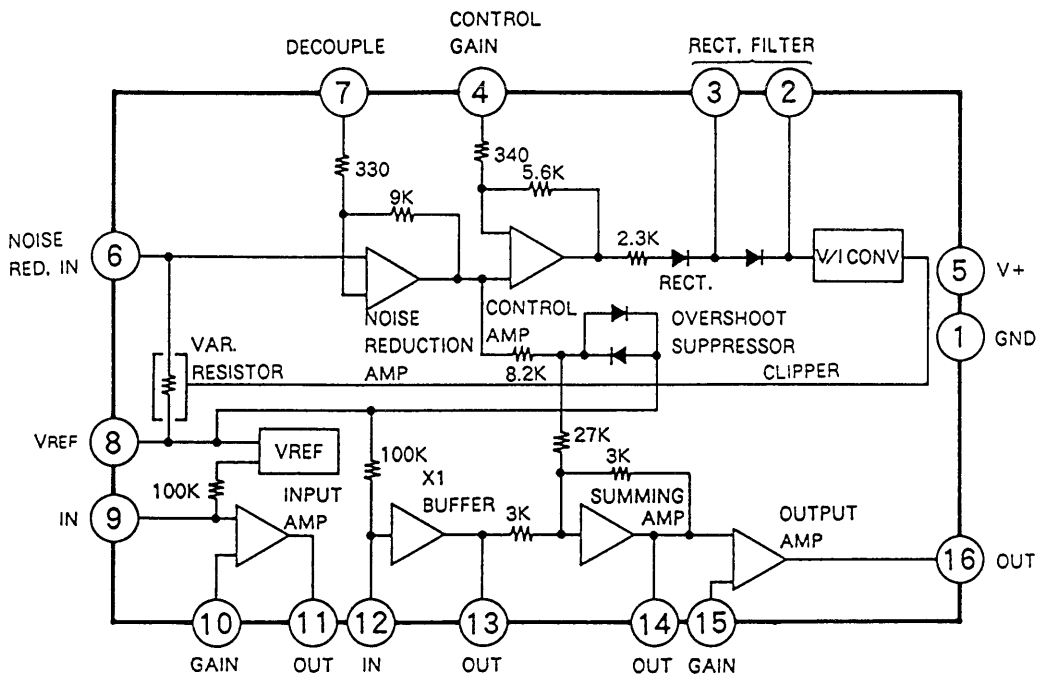 CONTROL
GAIN
DECOUPLE
RECT. FILTER
7
4
3
2
330
340
5.6K
9K
NOISE
RED. IN
6
2.3K
V/I CONV
5
V+
RECT.
NOISE
REDUCTION
AMP
CONTROL
AMP
8.2K
OVERSHOOT
SUPPRESSOR
CLIPPER
1
GND
VAR.
RESISTOR
VREF
8
VREF
100K
27K
3K
100K
X1
BUFFER
IN
9
INPUT
AMP
3K
SUMMING
AMP
OUTPUT
AMP
16
OUT
10
11
12
13
14
15
GAIN
OUT
IN
OUT
OUT
GAIN